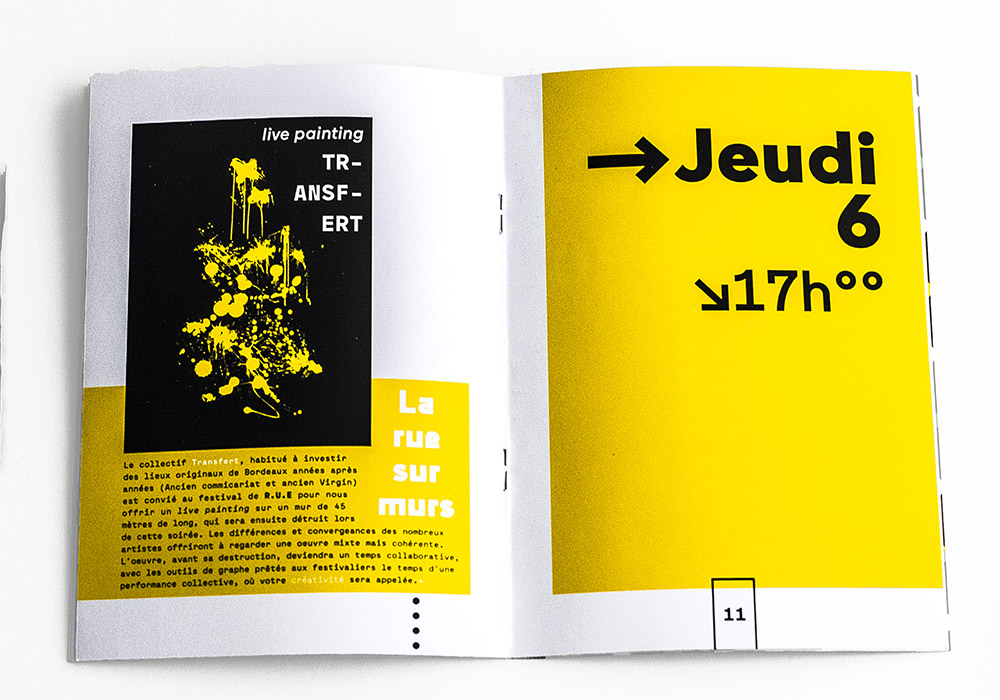 live painting
TR-
ANSF-
ERT
La
rue
sur
murs
Le collectif Transfert, habitué à investir
des lieux originaux de Bordeaux années après
années (Ancien commicariat et ancien Virgin)
est convié au festival de R.U.E pour nous
offrir un live painting sur un mur de 45
mètres de long, qui sera ensuite détruit lors
de cette soirée. Les différences et convergeances des nombreux
artistes offriront à regarder une oeuvre mixte mais cohérente.
L'oeuvre, avant sa destruction, deviendra un temps collaborative,
avec les outils de graphe prêtés aux festivaliers le temps d'une
performance collective, où votre créativité sera appelée..
→Jeudi
6
↘17h°°
11